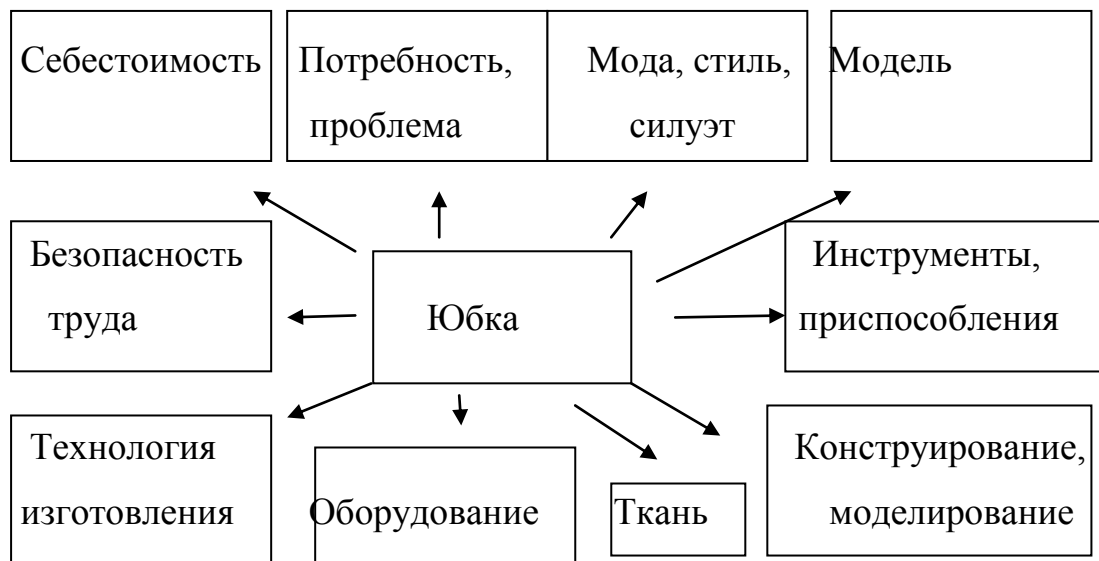 Себестоимость
Потребность,
проблема
Мода, стиль,
силуэт
Модель
Безопасность
труда
Юбка
Инструменты,
приспособления
Технология
изготовления
Оборудование
Ткань
Конструирование,
моделирование